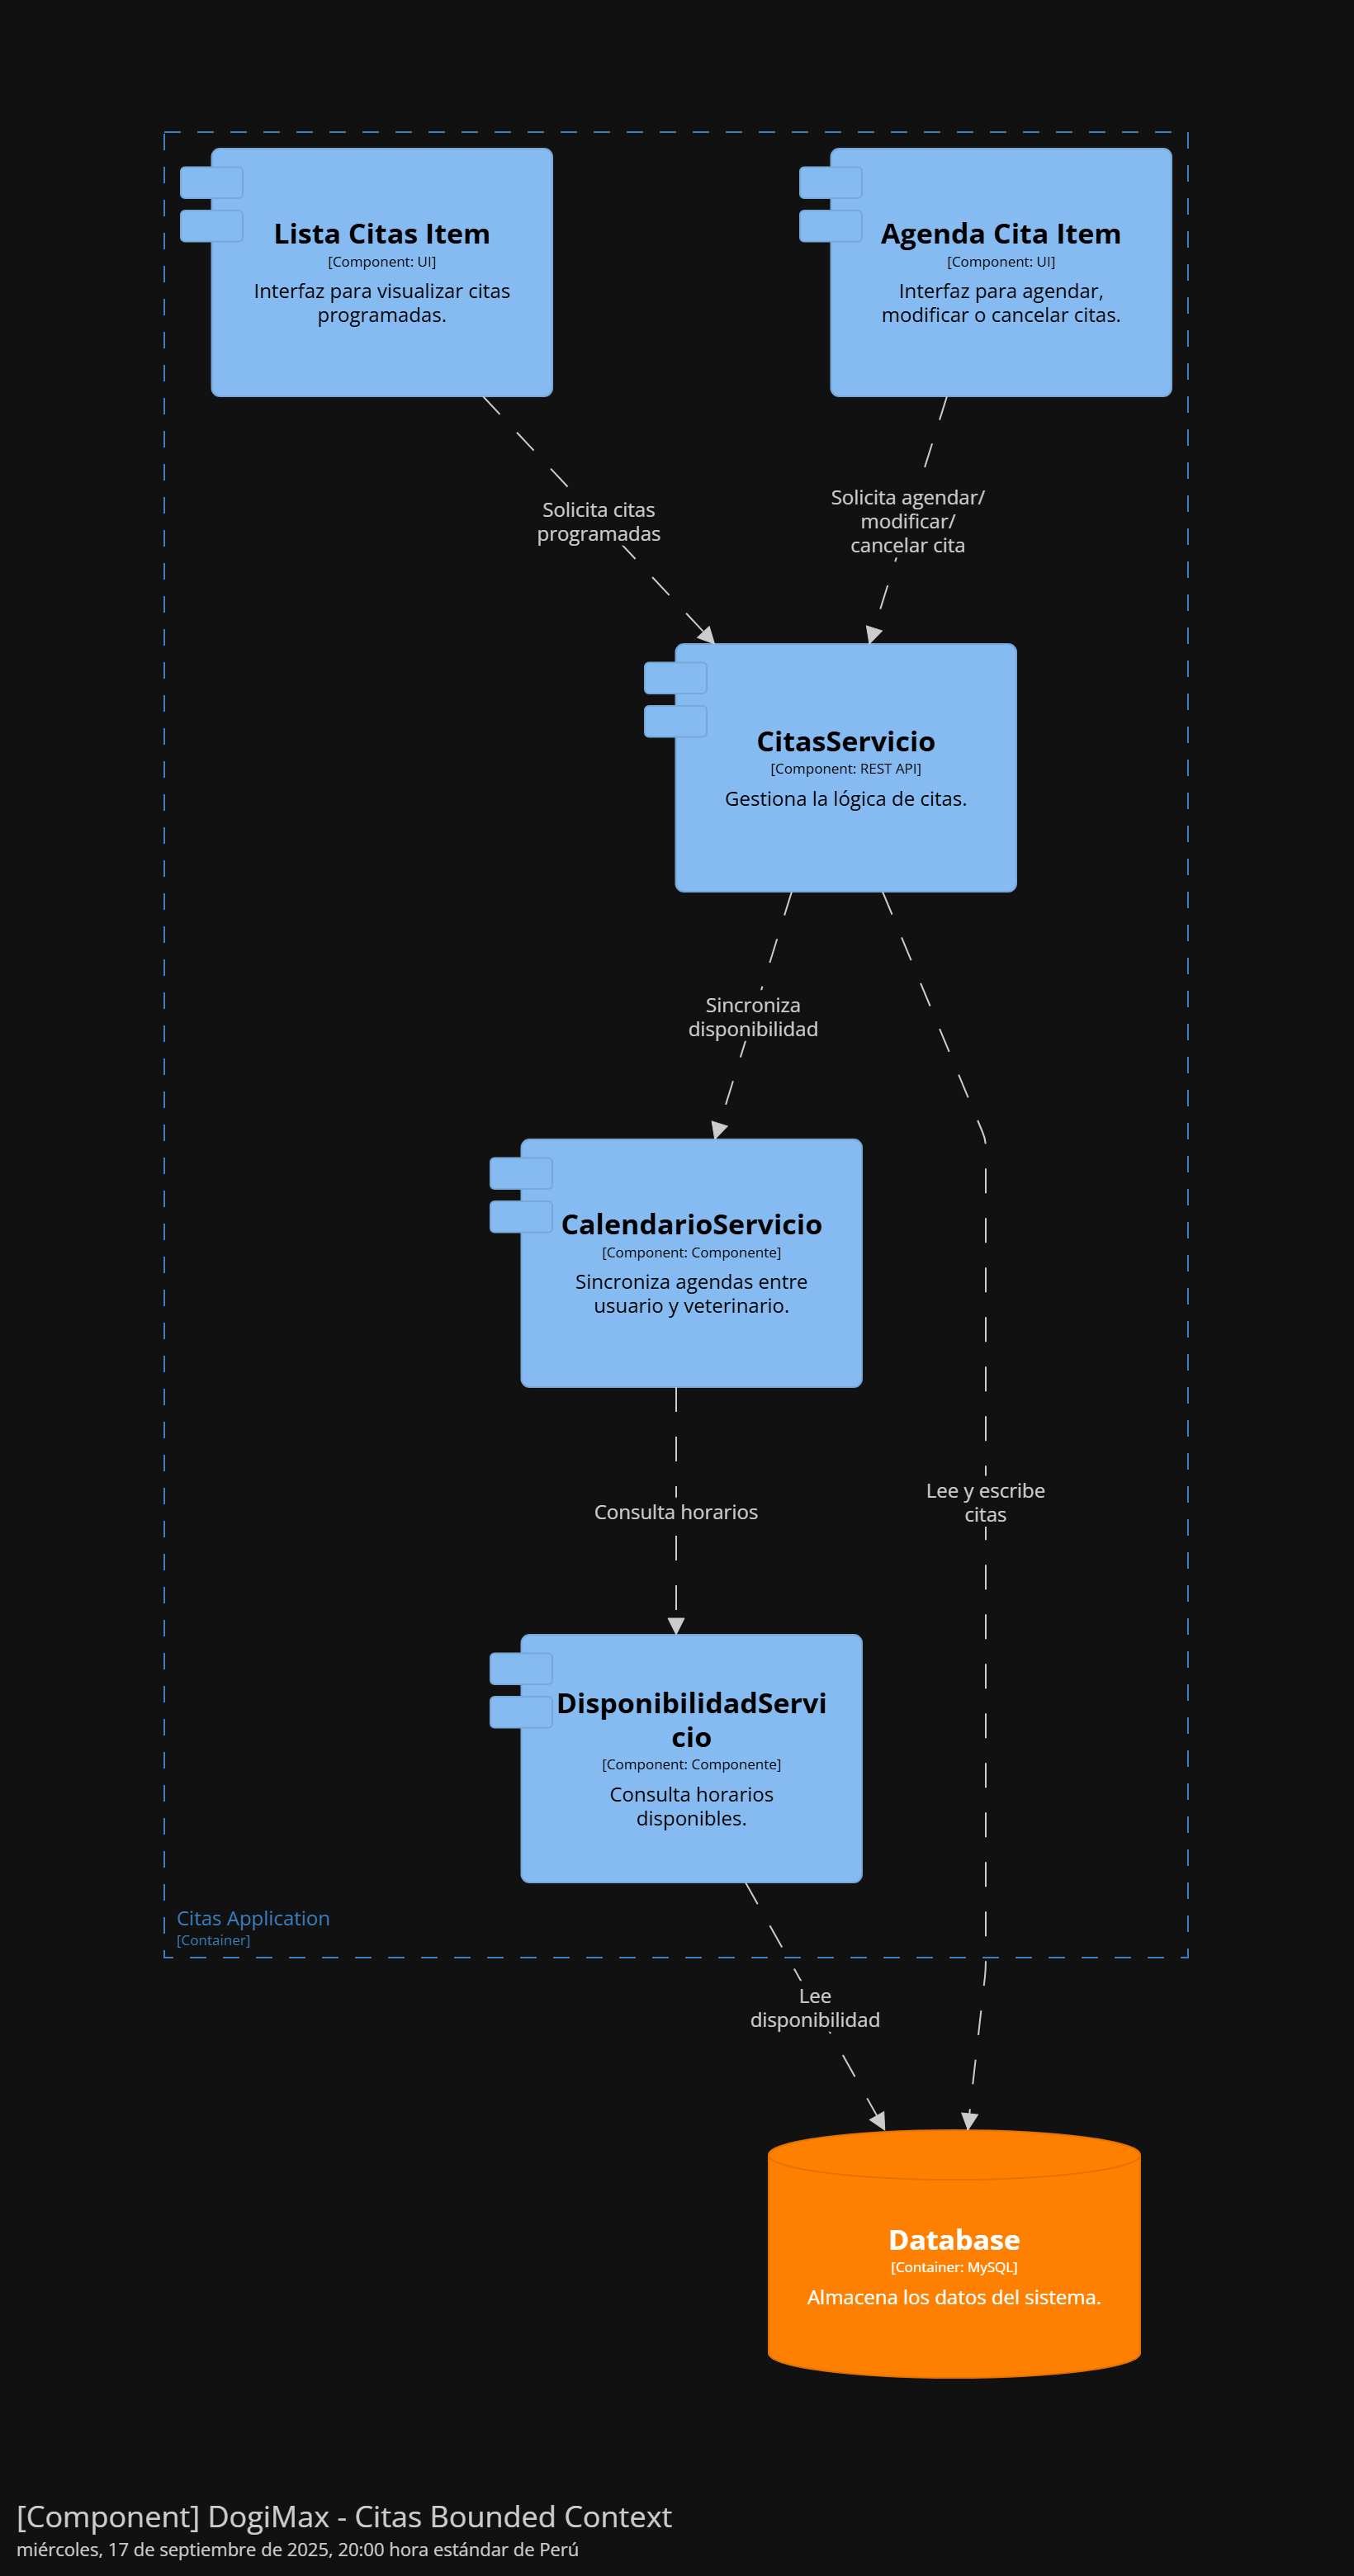 Lista Citas Item
[Component: UI]
Interfaz para visualizar citas
programadas.
Agenda Cita Item
[Component: UI]
Interfaz para agendar,
modificar o cancelar citas.
Solicita citas
programadas
Solicita agendar/
modificar/
cancelar cita
CitasServicio
[Component: REST API]
Gestiona la lógica de citas.
Sincroniza
disponibilidad
CalendarioServicio
[Component: Componente]
Sincroniza agendas entre
usuario y veterinario.
Consulta horarios
Lee y escribe
citas
DisponibilidadServi
cio
[Component: Componente]
Consulta horarios
disponibles.
Citas Application
[Container]
Lee
disponibilidad
Database
[Container: MySQL]
Almacena los datos del sistema.
[Component] DogiMax - Citas Bounded Context
miércoles, 17 de septiembre de 2025, 20:00 hora estándar de Perú